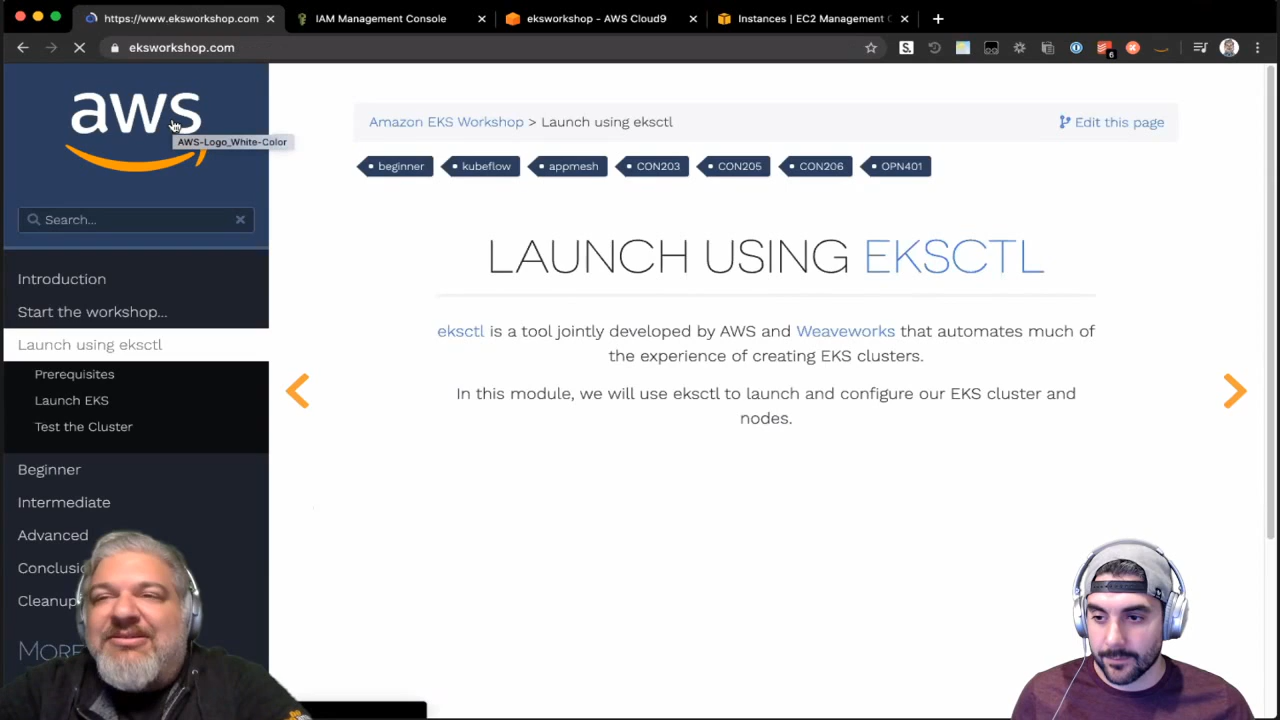 https://www.eksworkshop.com
IAM Management Console
eksworkshop - AWS Cloud9
Instances | EC2 Management C
eksworkshop.com
S
6
aws
AWS-Logo_White-Color
Search...
Introduction
Start the workshop...
Launch using eksctl
Prerequisites
Launch EKS
Test the Cluster
Beginner
Intermediate
Advanced
Conclusi
Cleanup
MORE
Amazon EKS Workshop > Launch using eksctl
Edit this page
beginner
kubeflow
appmesh
CON203
CON205
CON206
OPN401
LAUNCH USING EKSCTL
eksctl is a tool jointly developed by AWS and Weaveworks that automates much of
the experience of creating EKS clusters.
In this module, we will use eksctl to launch and configure our EKS cluster and
nodes.